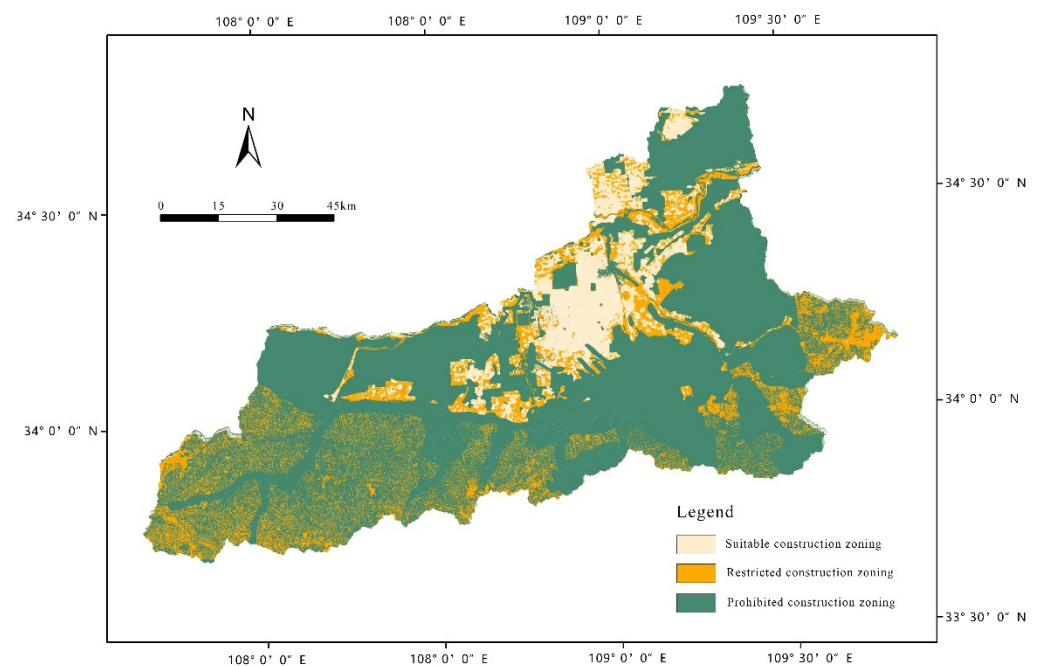 108° 0′ 0″ E 108° 0′ 0″ E 109° 0′ 0″ E 109° 30′ 0″ E
N
34° 30′ 0″ N
0 15 30 45km
34° 30′ 0″ N
34° 0′ 0″ N
34° 0′ 0″ N
Legend
Suitable construction zoning
Restricted construction zoning
Prohibited construction zoning
33° 30′ 0″ N
108° 0′ 0″ E 108° 0′ 0″ E 109° 0′ 0″ E 109° 30′ 0″ E